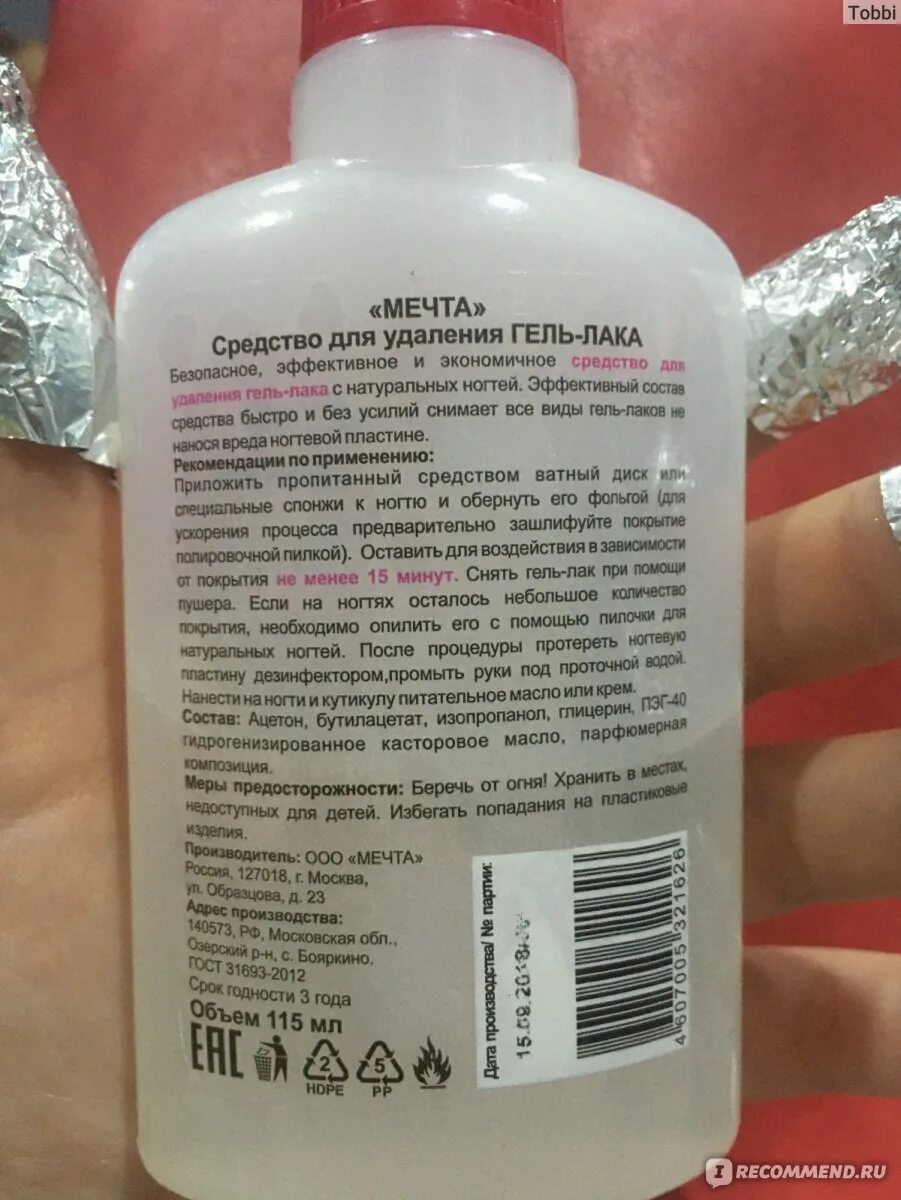 Tobbi
«МЕЧТА»
Средство для удаления ГЕЛЬ-ЛАКА
Безопасное, эффективное и экономичное средство для
удаления гель-лака с натуральных ногтей. Эффективный состав
средства быстро и без усилий снимает все виды гель-лаков не
нанося вреда ногтевой пластине.
Рекомендации по применению:
Приложить пропитанный средством ватный диск или
специальные спонжи к ногтю и обернуть его фольгой (для
ускорения процесса предварительно зашлифуйте покрытие
полировочной пилкой). Оставить для воздействия в зависимости
от покрытия не менее 15 минут. Снять гель-лак при помощи
пушера. Если на ногтях осталось небольшое количество
покрытия, необходимо опилить его с помощью пилочки для
натуральных ногтей. После процедуры протереть ногтевую
пластину дезинфектором,промыть руки под проточной водой.
Нанести на ногти и кутикулу питательное масло или крем.
Состав: Ацетон, бутилацетат, изопропанол, глицерин, ПЭГ-40
гидрогенизированное касторовое масло, парфюмерная
композиция.
Меры предосторожности: Беречь от огня! Хранить в местах,
недоступных для детей. Избегать попадания на пластиковые
изделия.
Производитель: ООО «МЕЧТА»
Россия, 127018, г. Москва,
ул. Образцова, д. 23
Адрес производства:
140573, РФ, Московская обл.,
Озерский р-н, с. Бояркино.
ГОСТ 31693-2012
Срок годности 3 года
Объем 115 мл
EAC
2
HDPE
5
PP
Дата производства/ № партии:
15.09.2018
4 607005 321626
IRECOMMEND.RU